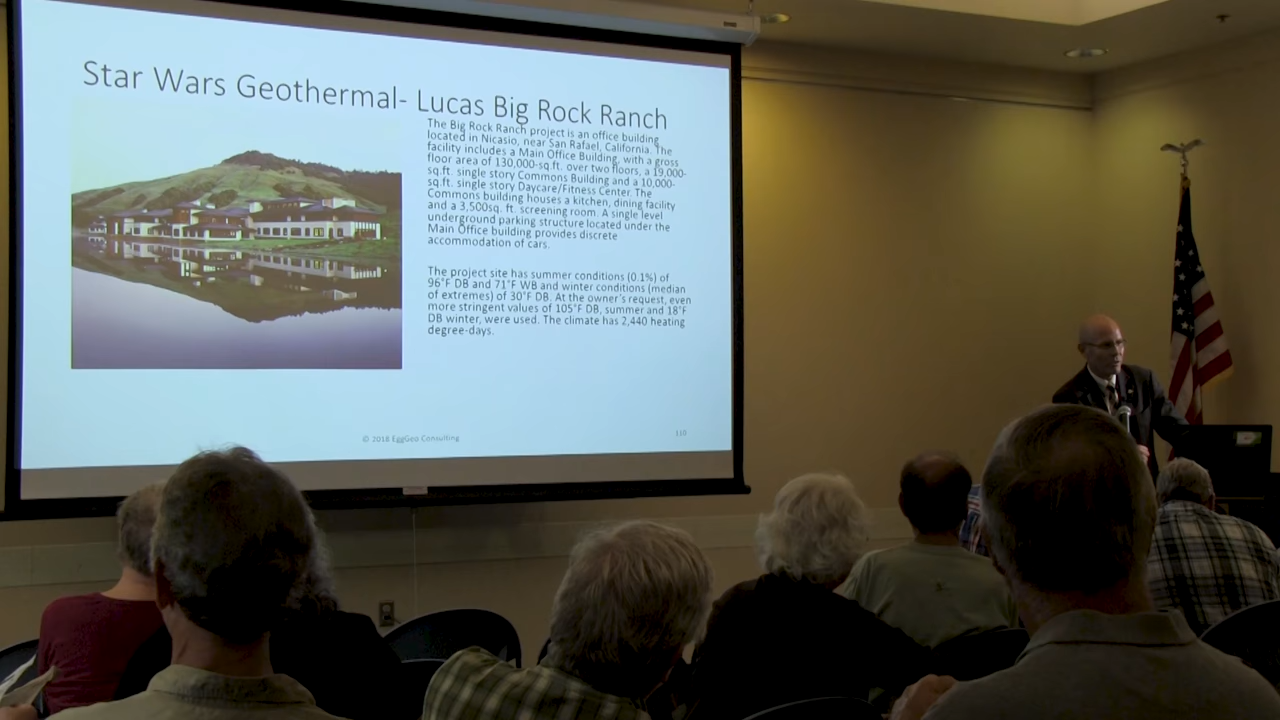 Star Wars Geothermal- Lucas Big Rock Ranch
The Big Rock Ranch project is an office building
located in Nicasio, near San Rafael, California. The
facility includes a Main Office Building, with a gross
floor area of 130,000-sq.ft. over two floors, a 19,000-
sq.ft. single story Commons Building and a 10,000-
sq.ft. single story Daycare/Fitness Center. The
Commons building houses a kitchen, dining facility
and a 3,500sq. ft. screening room. A single level
underground parking structure located under the
Main Office building provides discrete
accommodation of cars.
The project site has summer conditions (0.1%) of
96°F DB and 71°F WB and winter conditions (median
of extremes) of 30°F DB. At the owner's request, even
more stringent values of 105°F DB, summer and 18°F
DB winter, were used. The climate has 2,440 heating
degree-days.
© 2018 EggGeo Consulting
110